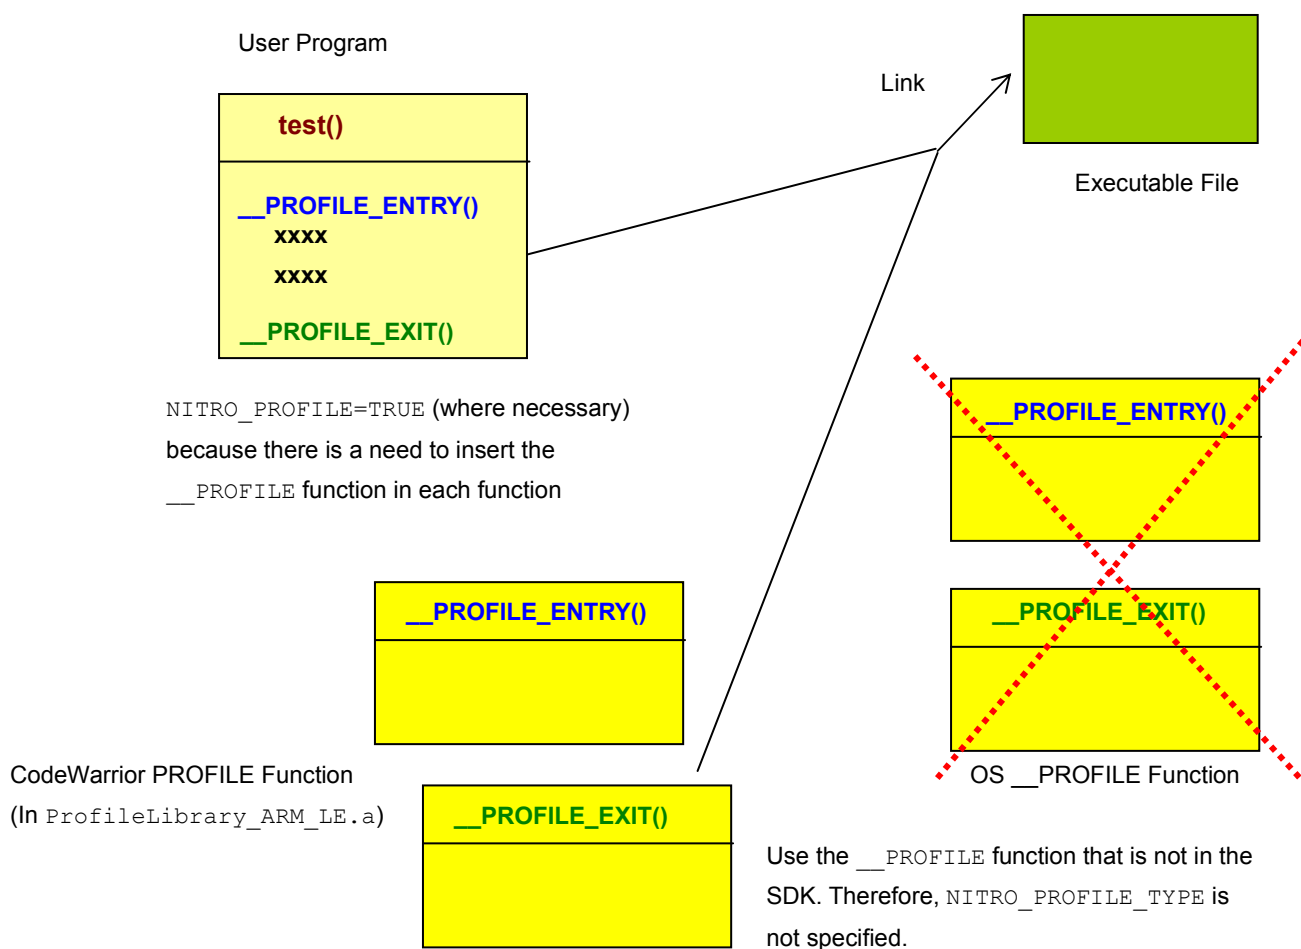 User Program
test()
__PROFILE_ENTRY()
xxxx
xxxx
__PROFILE_EXIT()
NITRO_PROFILE=TRUE (where necessary)
because there is a need to insert the
__PROFILE function in each function
Link
Executable File
__PROFILE_ENTRY()
__PROFILE_EXIT()
OS __PROFILE Function
__PROFILE_ENTRY()
__PROFILE_EXIT()
CodeWarrior PROFILE Function
(In ProfileLibrary_ARM_LE.a)
Use the __PROFILE function that is not in the
SDK. Therefore, NITRO_PROFILE_TYPE is
not specified.